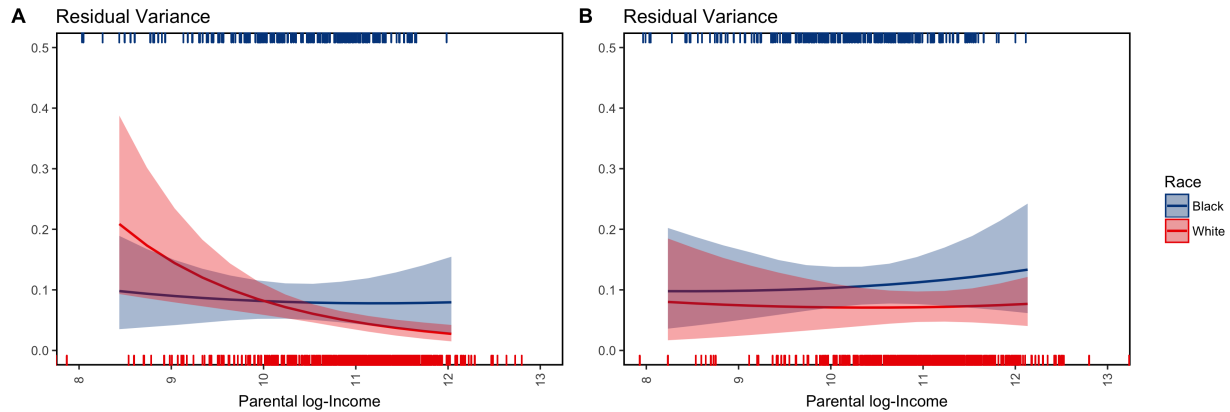 A Residual Variance
0.5
0.4
0.3
0.2
0.1
0.0
8 9 10 11 12 13
Parental log-Income
B Residual Variance
0.5
0.4
0.3
0.2
0.1
0.0
8 9 10 11 12 13
Parental log-Income
Race
Black
White